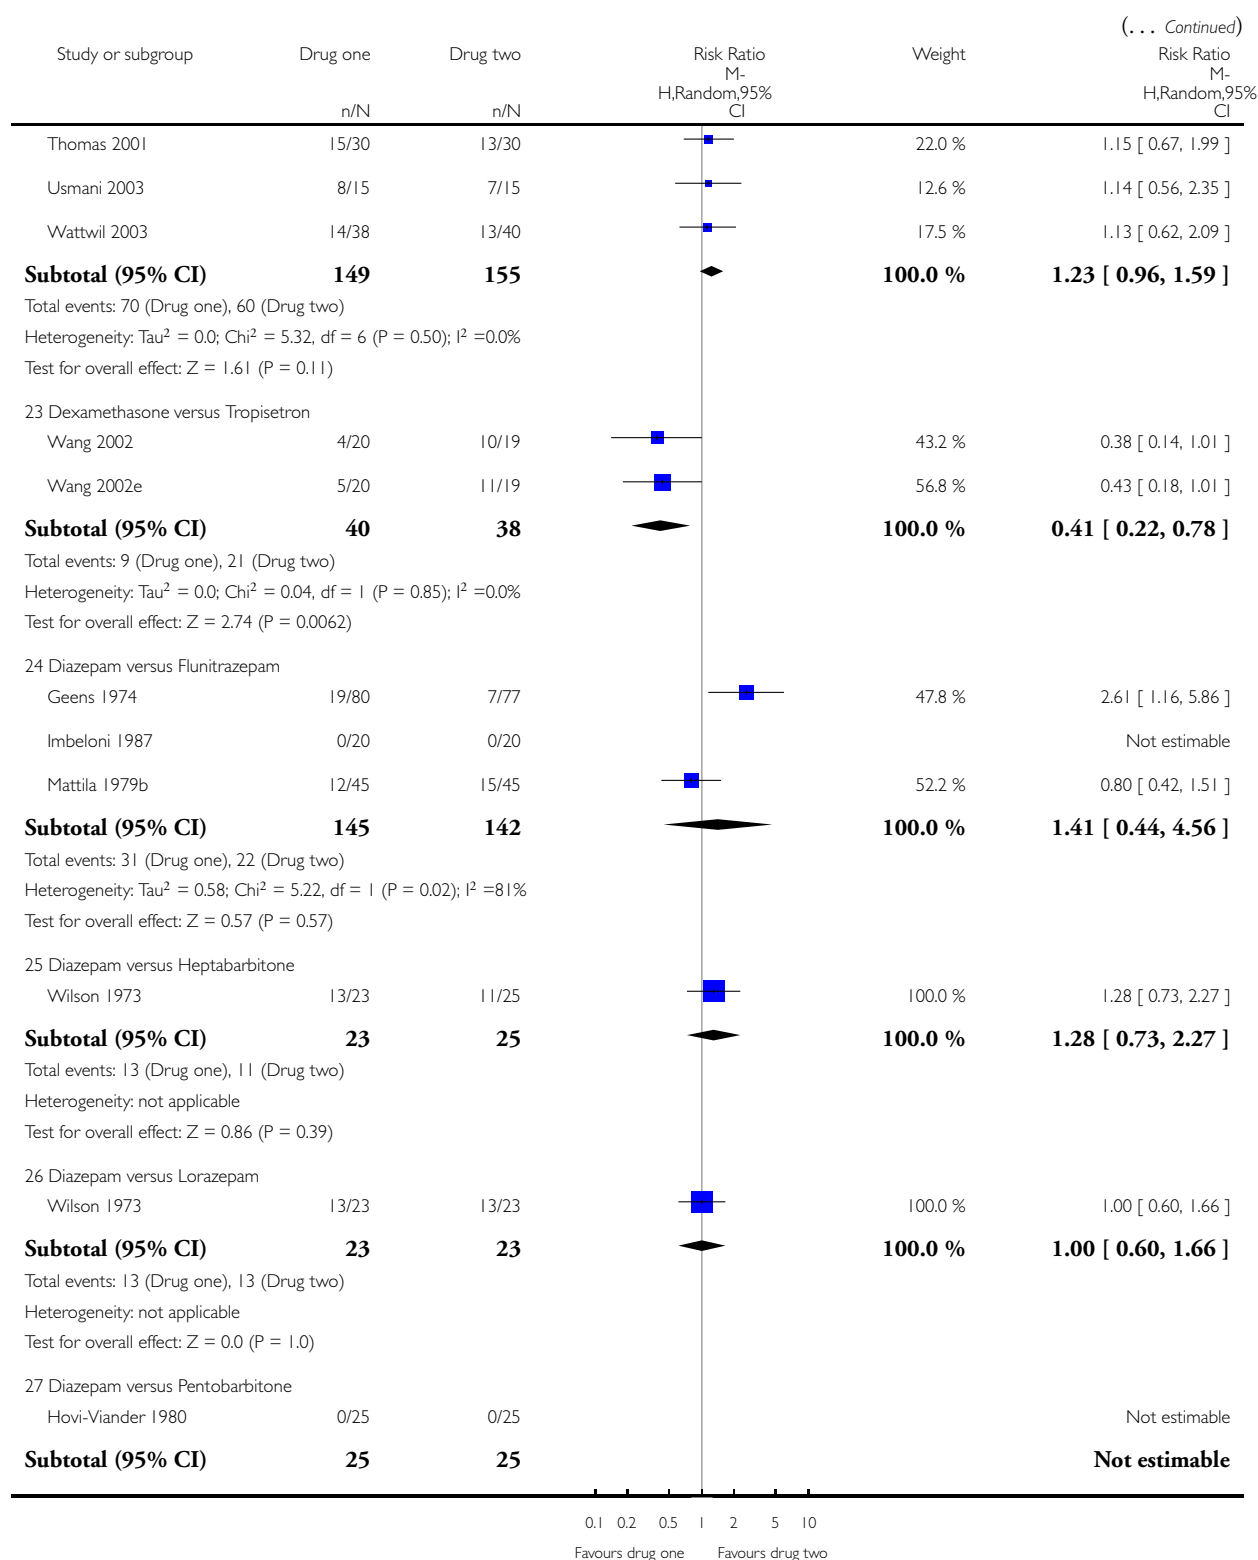 (... Continued)
Study or subgroup Drug one Drug two Risk Ratio Weight Risk Ratio
M- M-
H,Random,95% H,Random,95%
n/N n/N CI CI
Thomas 2001 15/30 13/30 22.0 % 1.15 [ 0.67, 1.99 ]
Usmani 2003 8/15 7/15 12.6 % 1.14 [ 0.56, 2.35 ]
Wattwil 2003 14/38 13/40 17.5 % 1.13 [ 0.62, 2.09 ]
Subtotal (95% CI) 149 155 100.0 % 1.23 [ 0.96, 1.59 ]
Total events: 70 (Drug one), 60 (Drug two)
Heterogeneity: Tau² = 0.0; Chi² = 5.32, df = 6 (P = 0.50); I² =0.0%
Test for overall effect: Z = 1.61 (P = 0.11)
23 Dexamethasone versus Tropisetron
Wang 2002 4/20 10/19 43.2 % 0.38 [ 0.14, 1.01 ]
Wang 2002e 5/20 11/19 56.8 % 0.43 [ 0.18, 1.01 ]
Subtotal (95% CI) 40 38 100.0 % 0.41 [ 0.22, 0.78 ]
Total events: 9 (Drug one), 21 (Drug two)
Heterogeneity: Tau² = 0.0; Chi² = 0.04, df = 1 (P = 0.85); I² =0.0%
Test for overall effect: Z = 2.74 (P = 0.0062)
24 Diazepam versus Flunitrazepam
Geens 1974 19/80 7/77 47.8 % 2.61 [ 1.16, 5.86 ]
Imbeloni 1987 0/20 0/20 Not estimable
Mattila 1979b 12/45 15/45 52.2 % 0.80 [ 0.42, 1.51 ]
Subtotal (95% CI) 145 142 100.0 % 1.41 [ 0.44, 4.56 ]
Total events: 31 (Drug one), 22 (Drug two)
Heterogeneity: Tau² = 0.58; Chi² = 5.22, df = 1 (P = 0.02); I² =81%
Test for overall effect: Z = 0.57 (P = 0.57)
25 Diazepam versus Heptabarbitone
Wilson 1973 13/23 11/25 100.0 % 1.28 [ 0.73, 2.27 ]
Subtotal (95% CI) 23 25 100.0 % 1.28 [ 0.73, 2.27 ]
Total events: 13 (Drug one), 11 (Drug two)
Heterogeneity: not applicable
Test for overall effect: Z = 0.86 (P = 0.39)
26 Diazepam versus Lorazepam
Wilson 1973 13/23 13/23 100.0 % 1.00 [ 0.60, 1.66 ]
Subtotal (95% CI) 23 23 100.0 % 1.00 [ 0.60, 1.66 ]
Total events: 13 (Drug one), 13 (Drug two)
Heterogeneity: not applicable
Test for overall effect: Z = 0.0 (P = 1.0)
27 Diazepam versus Pentobarbitone
Hovi-Viander 1980 0/25 0/25 Not estimable
Subtotal (95% CI) 25 25 Not estimable
0.1 0.2 0.5 1 2 5 10
Favours drug one Favours drug two